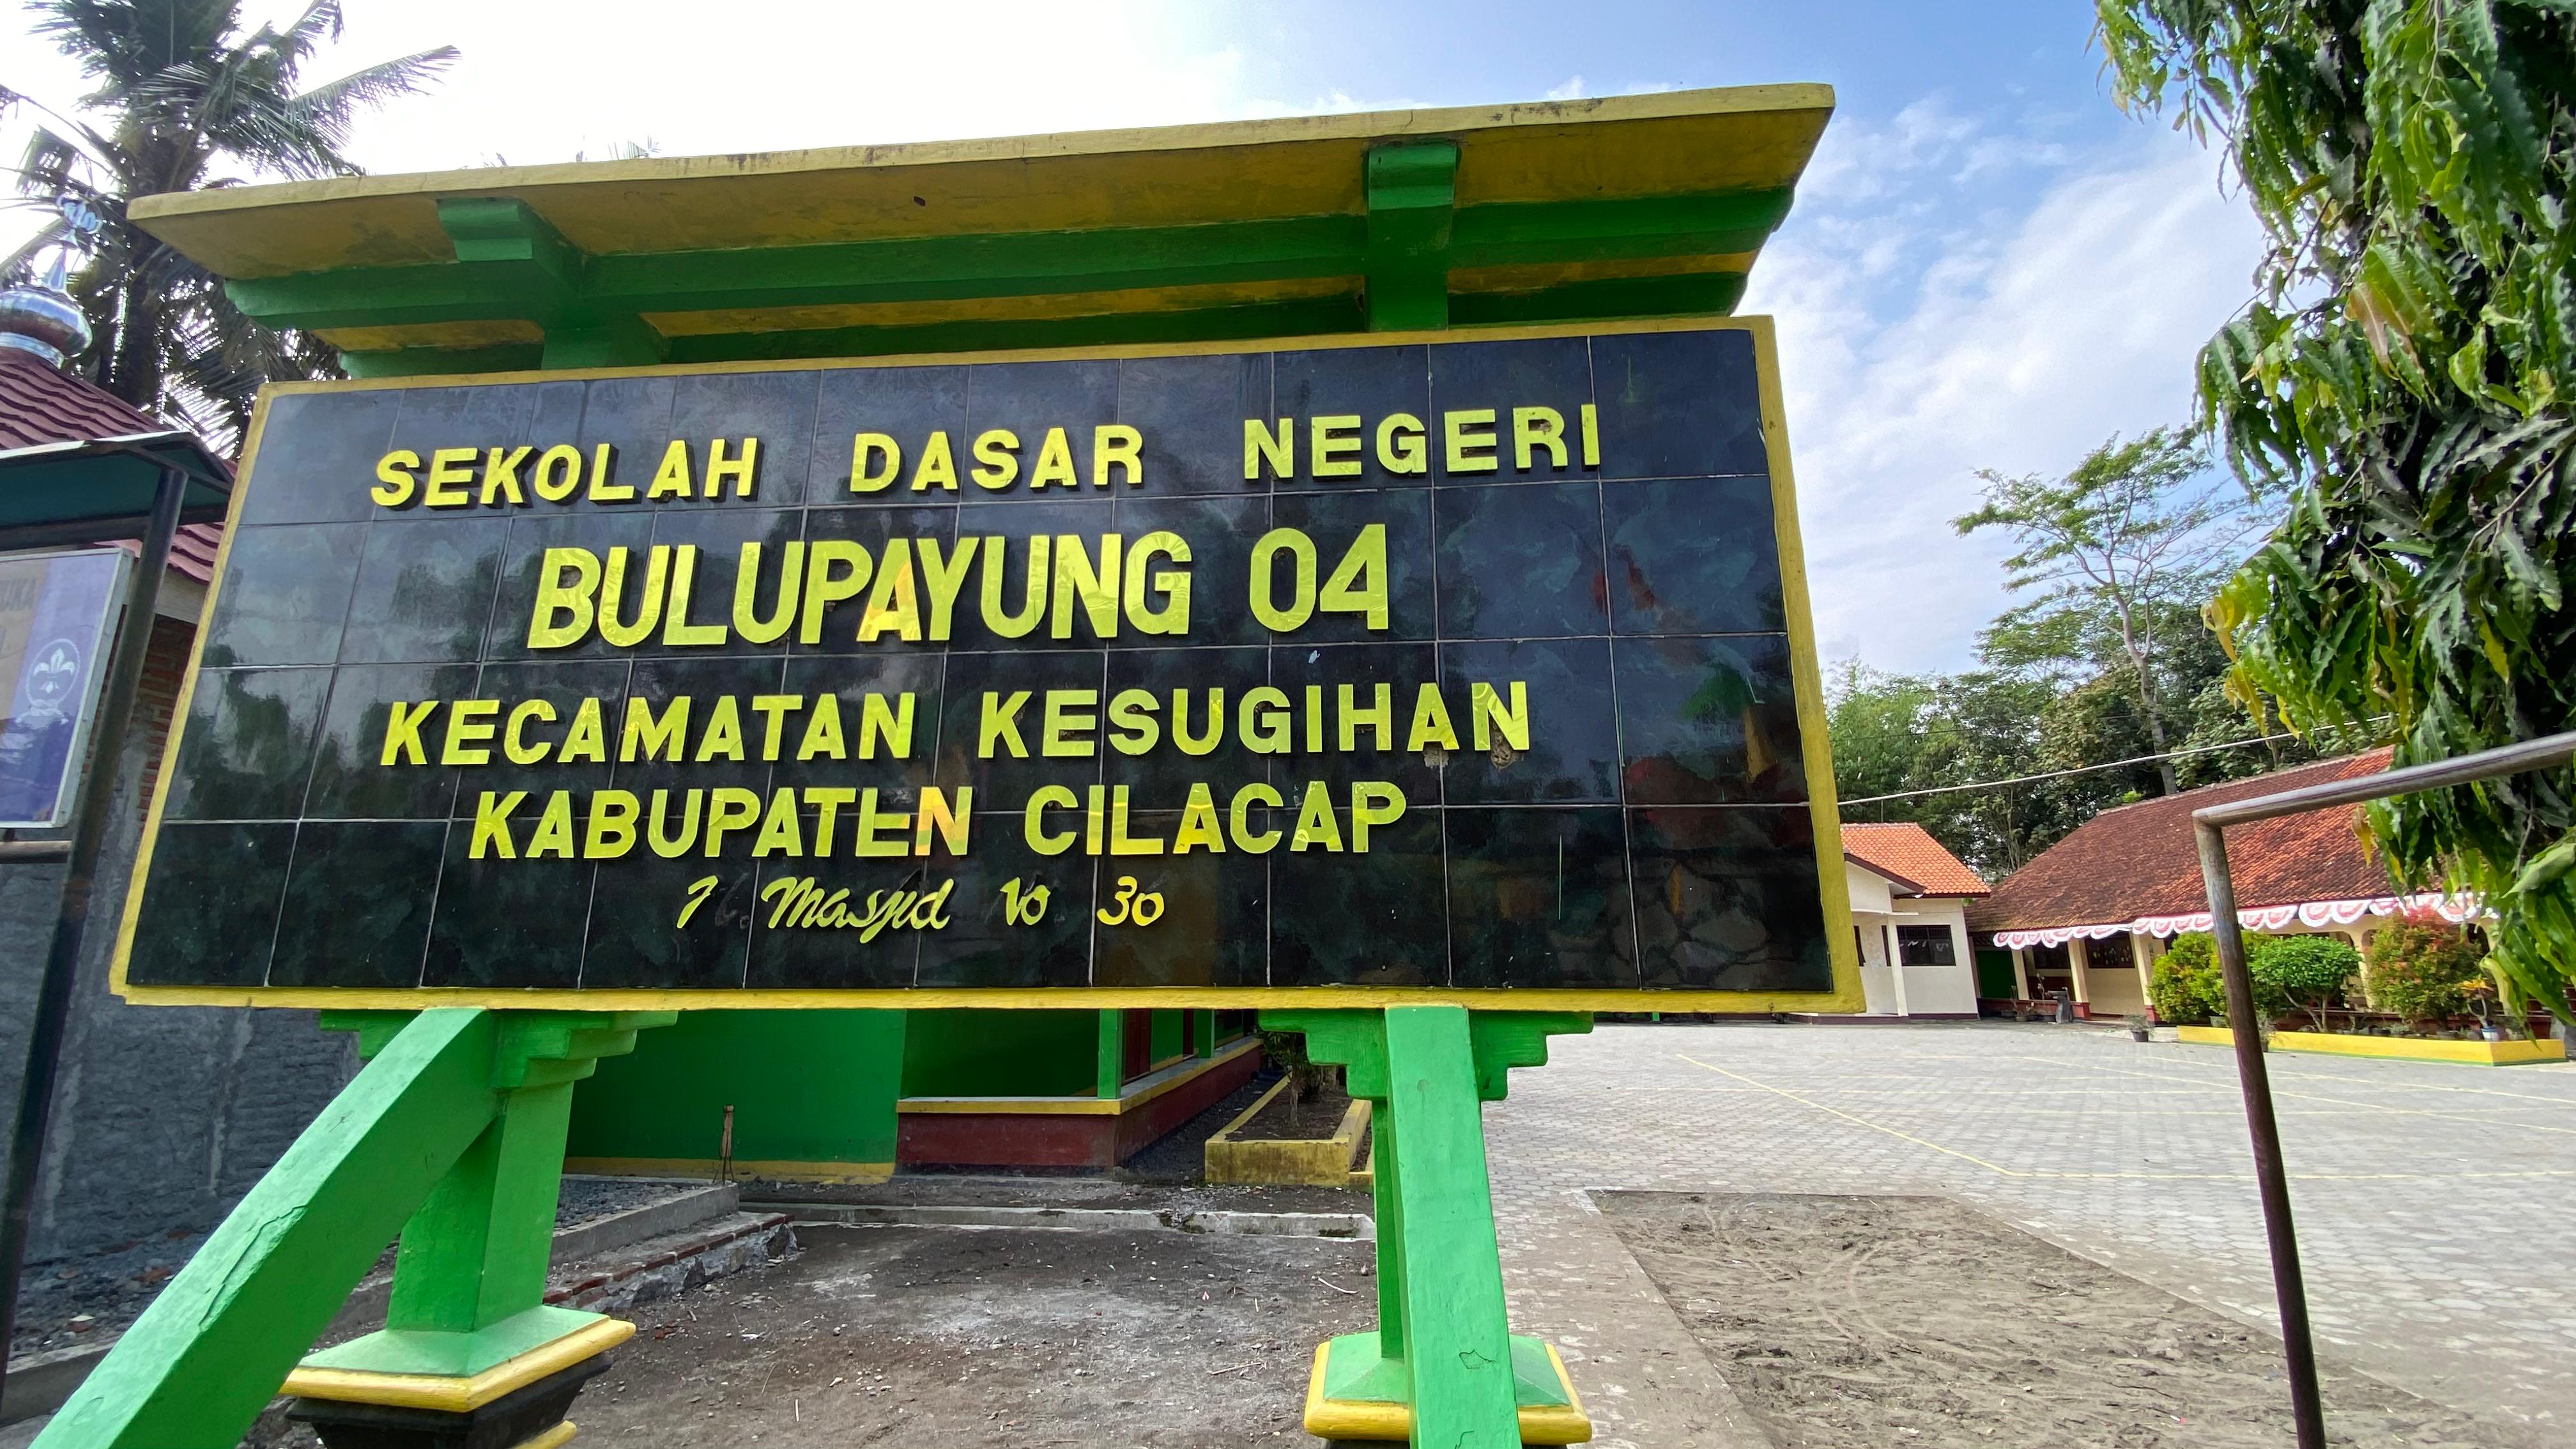 SEKOLAH DASAR NEGERI
BULUPAYUNG 04
KECAMATAN KESUGIHAN
KABUPATEN CILACAP
Jl. Masjid No 30